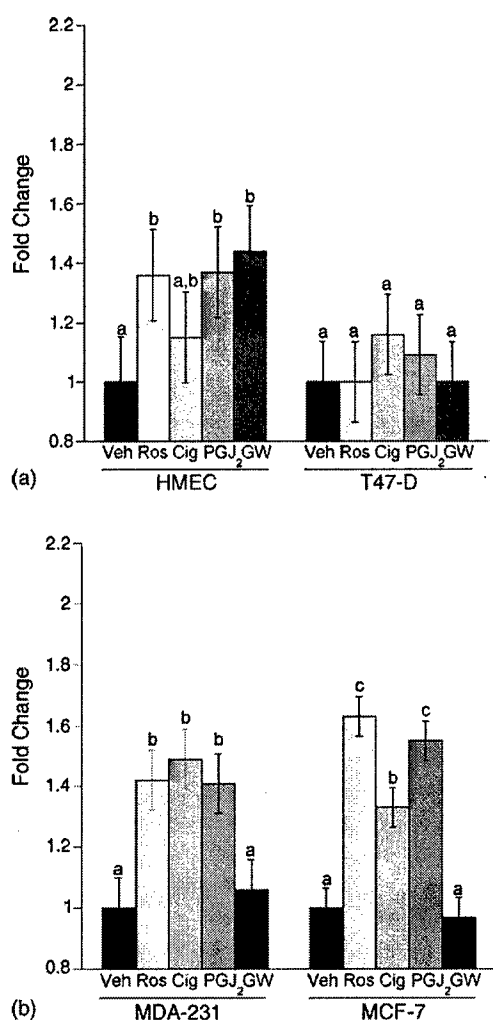 2.2
2
1.8
1.6
1.4
1.2
1
0.8
Fold Change
a b a,b b b a a a a a
Veh Ros Cig PGJ2 GW Veh Ros Cig PGJ2 GW
(a) HMEC T47-D
2.2
2
1.8
1.6
1.4
1.2
1
0.8
Fold Change
a b b b a a c b c a
Veh Ros Cig PGJ2 GW Veh Ros Cig PGJ2 GW
(b) MDA-231 MCF-7